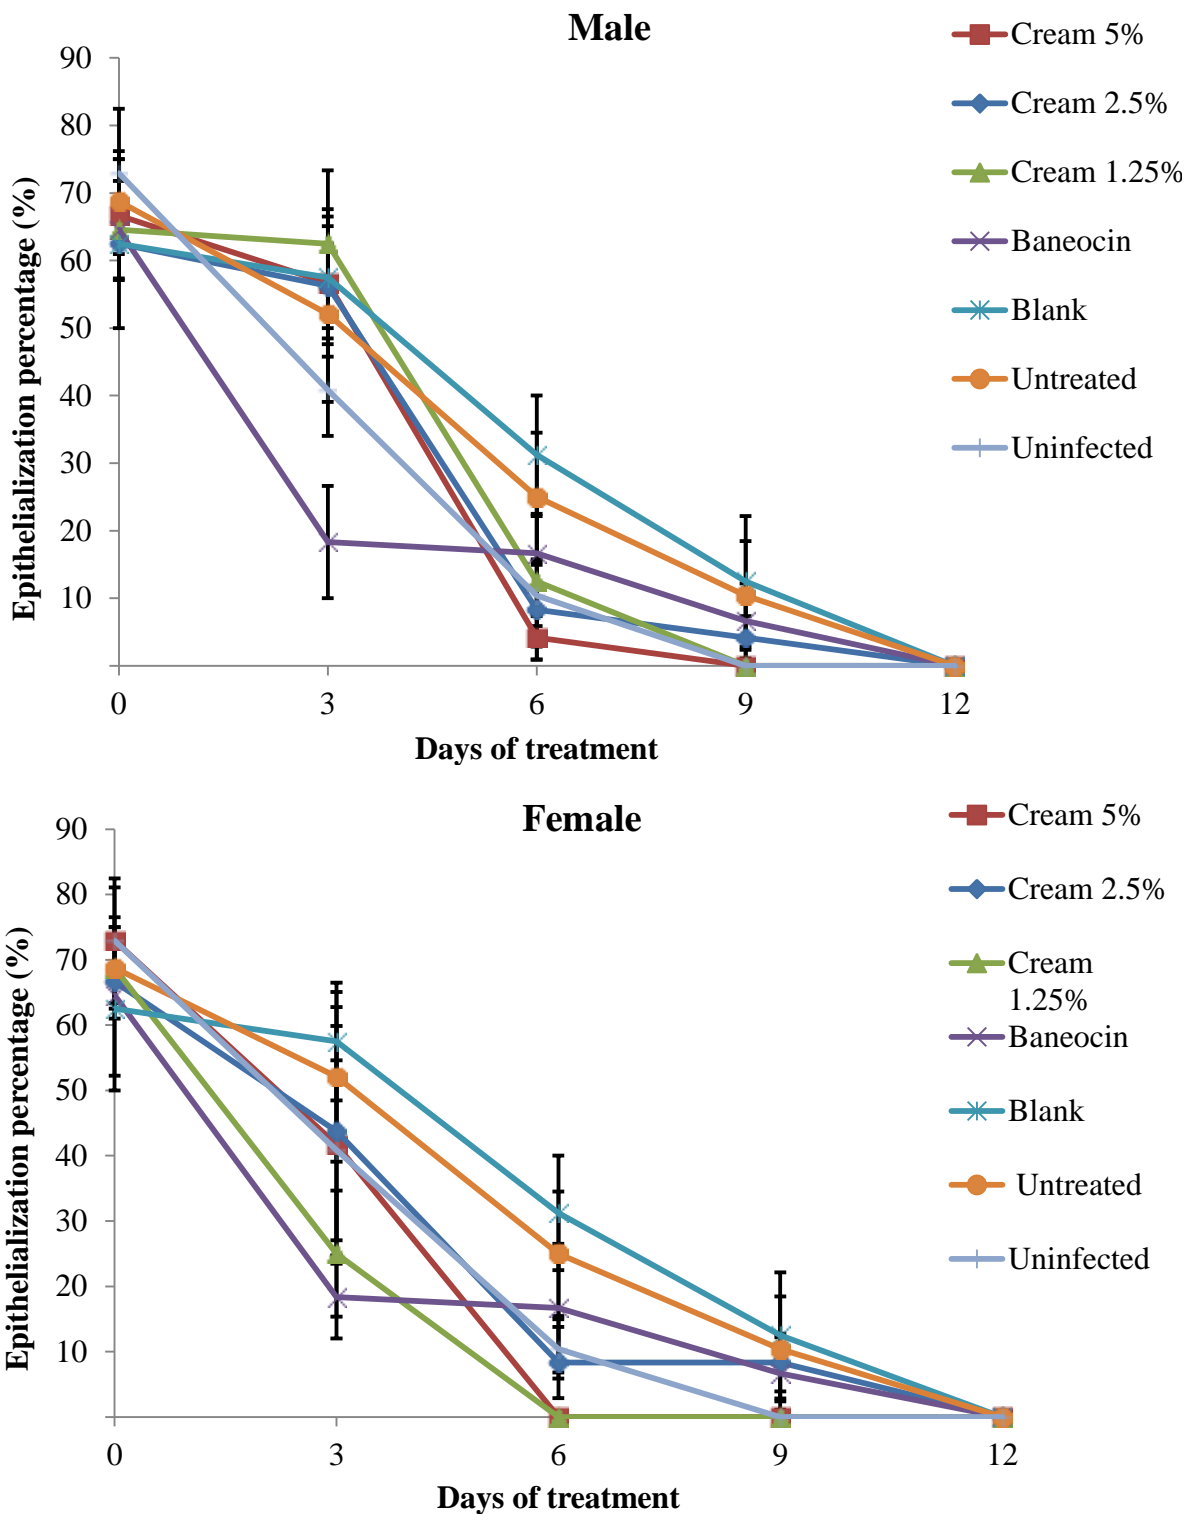 Male
Epithelialization percentage (%)
90
80
70
60
50
40
30
20
10
0
3
6
9
12
Days of treatment
Cream 5%
Cream 2.5%
Cream 1.25%
Baneocin
Blank
Untreated
Uninfected
Female
Epithelialization percentage (%)
90
80
70
60
50
40
30
20
10
0
3
6
9
12
Days of treatment
Cream 5%
Cream 2.5%
Cream
1.25%
Baneocin
Blank
Untreated
Uninfected